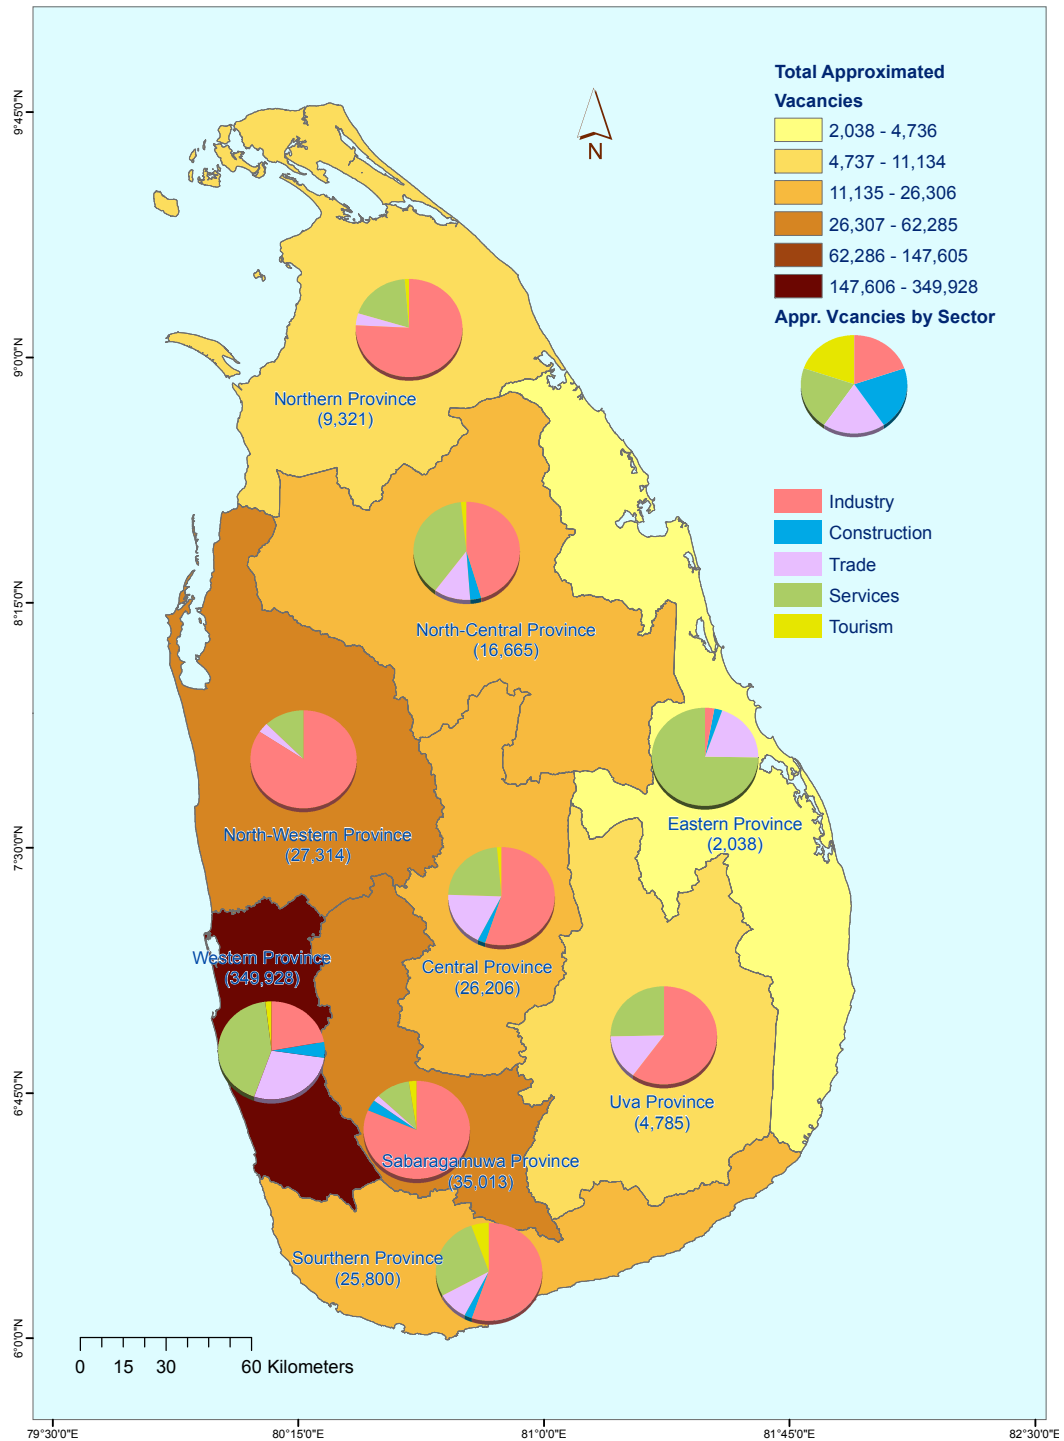 Total Approximated
Vacancies
2,038 - 4,736
4,737 - 11,134
11,135 - 26,306
26,307 - 62,285
62,286 - 147,605
147,606 - 349,928
Appr. Vcancies by Sector
Industry
Construction
Trade
Services
Tourism
N
Northern Province
(9,321)
North-Central Province
(16,665)
Eastern Province
(2,038)
North-Western Province
(27,314)
Western Province
(349,928)
Central Province
(26,206)
Uva Province
(4,785)
Sabaragamuwa Province
(35,013)
Sourthern Province
(25,800)
0 15 30 60 Kilometers
9°45'0"N
9°0'0"N
8°15'0"N
7°30'0"N
6°45'0"N
6°0'0"N
79°30'0"E
80°15'0"E
81°0'0"E
81°45'0"E
82°30'0"E